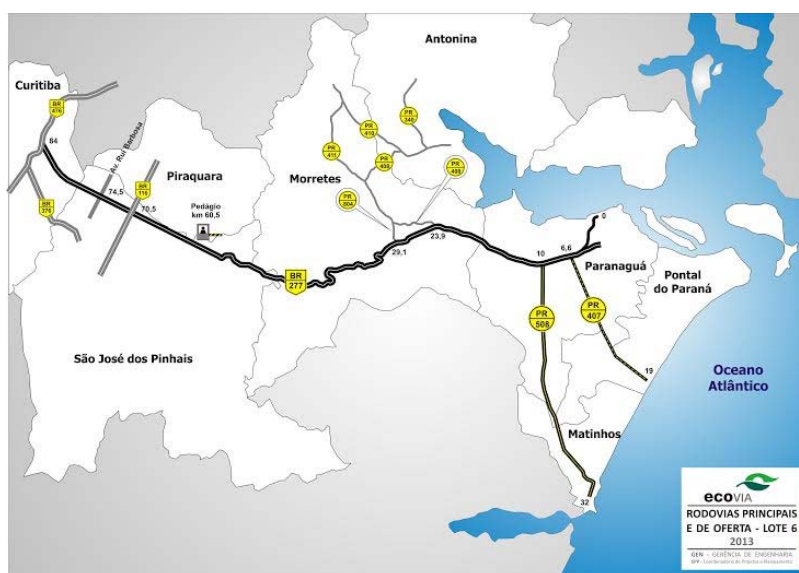 Antonina
Curitiba
BR
476
84
Av. Rui Barbosa
PR
340
PR
410
PR
411
PR
408
Piraquara
Morretes
74,5
BR
116
70,5
Pedágio
km 60,5
BR
376
PR
804
23,9
29,1
0
10
6,6
Paranaguá
Pontal
do Paraná
BR
277
PR
508
PR
407
São José dos Pinhais
19
Oceano
Atlântico
Matinhos
32
ecoVIA
RODOVIAS PRINCIPAIS
E DE OFERTA - LOTE 6
2013
GEN - GERÊNCIA DE ENGENHARIA